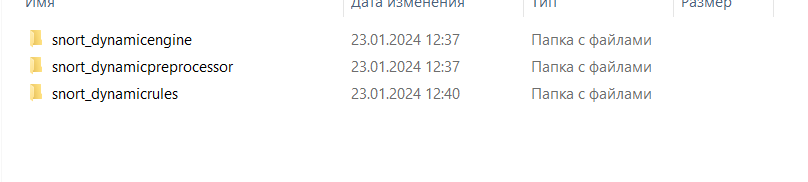 Имя Дата изменения Тип Размер
snort_dynamicengine 23.01.2024 12:37 Папка с файлами
snort_dynamicpreprocessor 23.01.2024 12:37 Папка с файлами
snort_dynamicrules 23.01.2024 12:40 Папка с файлами